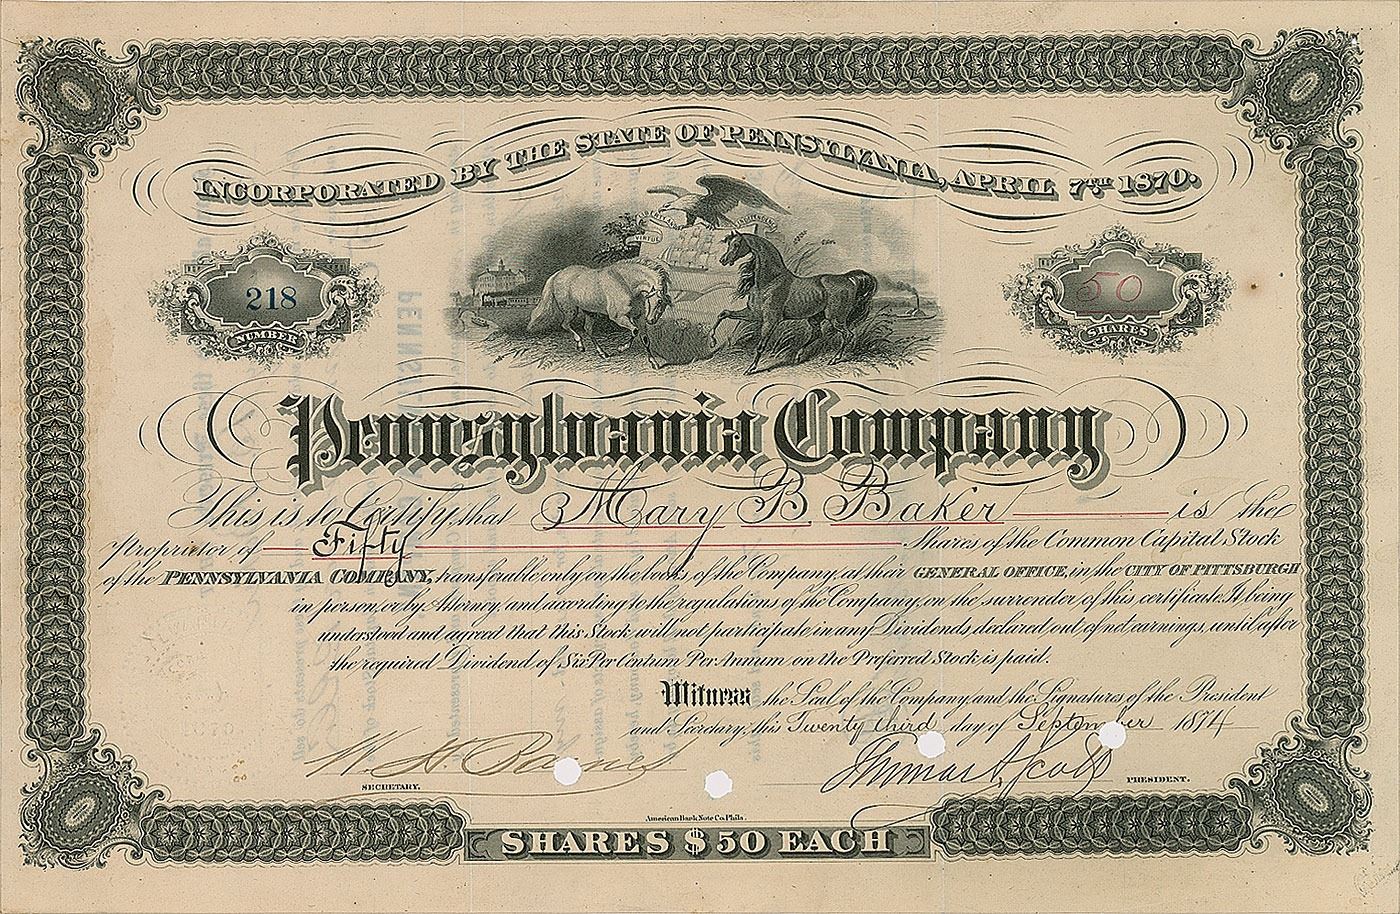 INCORPORATED BY THE STATE OF PENNSYLVANIA, APRIL 7TH 1870.
VIRTUE LIBERTY INDEPENDENCE
218
NUMBER
50
SHARES
Pennsylvania Company
This is to Certify that Mary B Baker is the
Proprietor of Fifty Shares of the Common Capital Stock
of the PENNSYLVANIA COMPANY, transferable only on the books of the Company, at their GENERAL OFFICE, in the CITY OF PITTSBURGH
in person, or by Attorney, and according to the regulations of the Company, on the surrender of this certificate. It being
understood and agreed that this Stock will not participate in any Dividends declared out of net earnings, until after
the required Dividend of Six Per Centum Per Annum on the Preferred Stock is paid.
Witness the Seal of the Company and the Signatures of the President
and Secretary, this Twenty third day of September 1874
W. H. Barnes
SECRETARY.
Thomas A. Scott
PRESIDENT.
American Bank Note Co. Phila.
SHARES $50 EACH